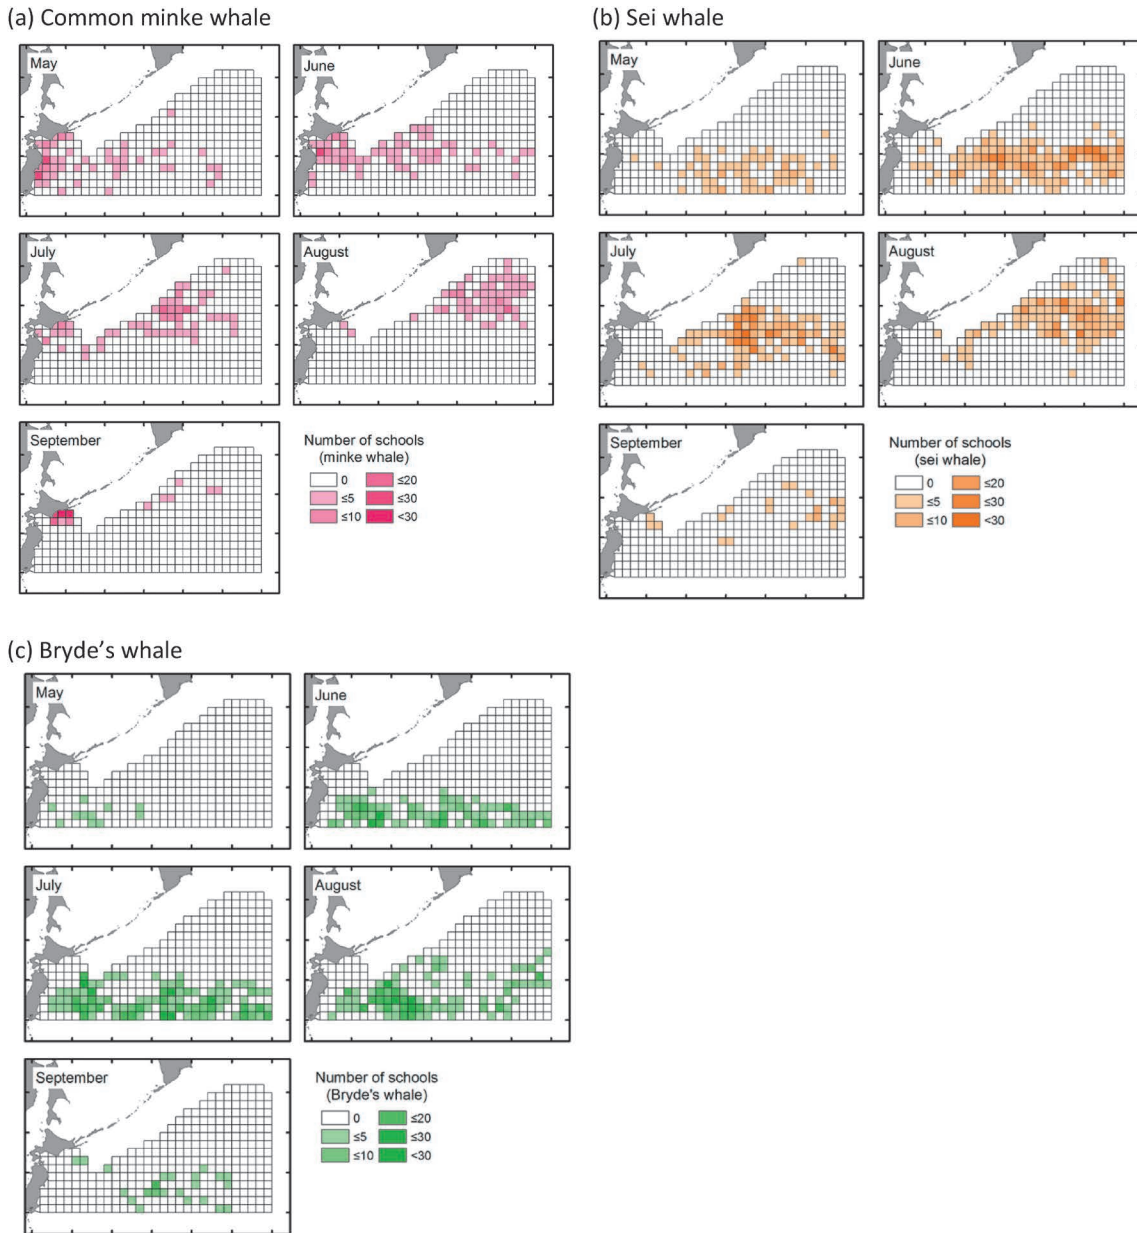 (a) Common minke whale
May
June
July
August
September
Number of schools
(minke whale)
0
≤5
≤10
≤20
≤30
<30
(b) Sei whale
May
June
July
August
September
Number of schools
(sei whale)
0
≤5
≤10
≤20
≤30
<30
(c) Bryde’s whale
May
June
July
August
September
Number of schools
(Bryde's whale)
0
≤5
≤10
≤20
≤30
<30